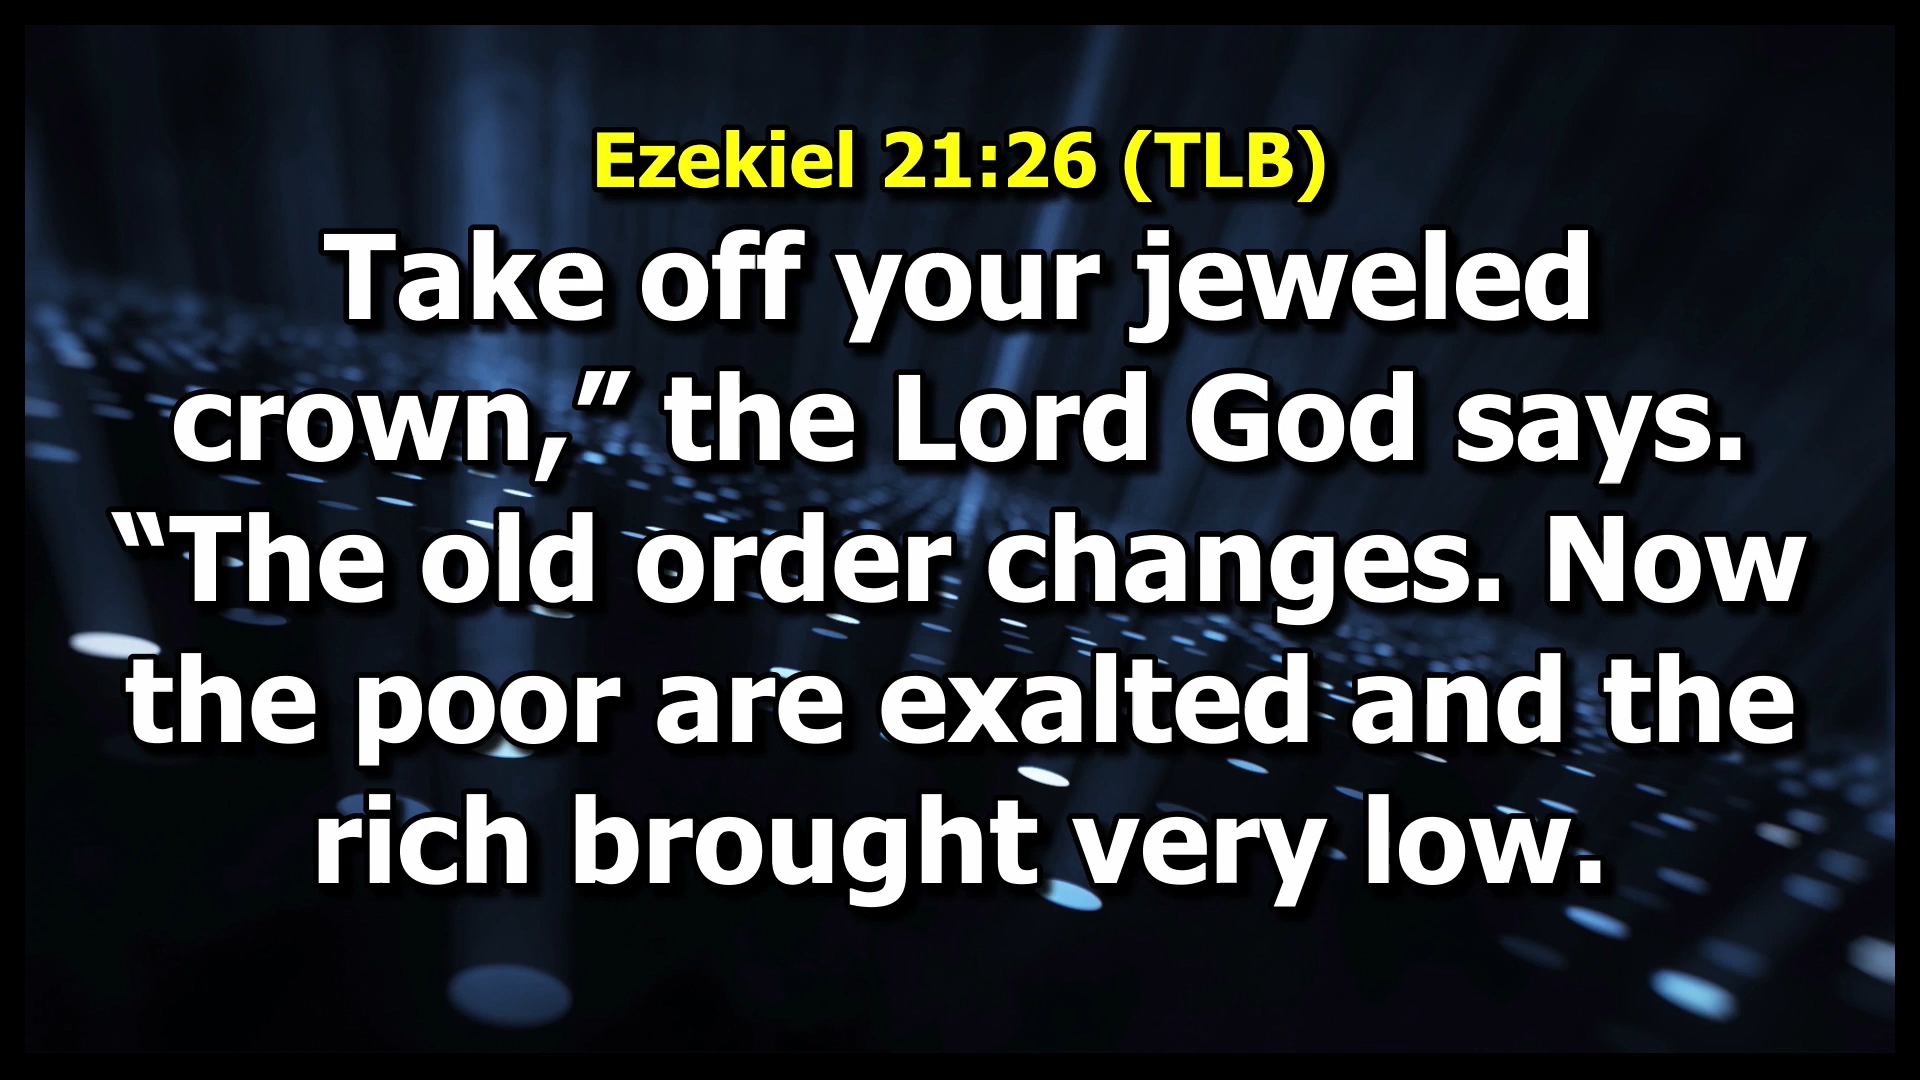 Ezekiel 21:26 (TLB)
Take off your jeweled
crown,” the Lord God says.
“The old order changes. Now
the poor are exalted and the
rich brought very low.